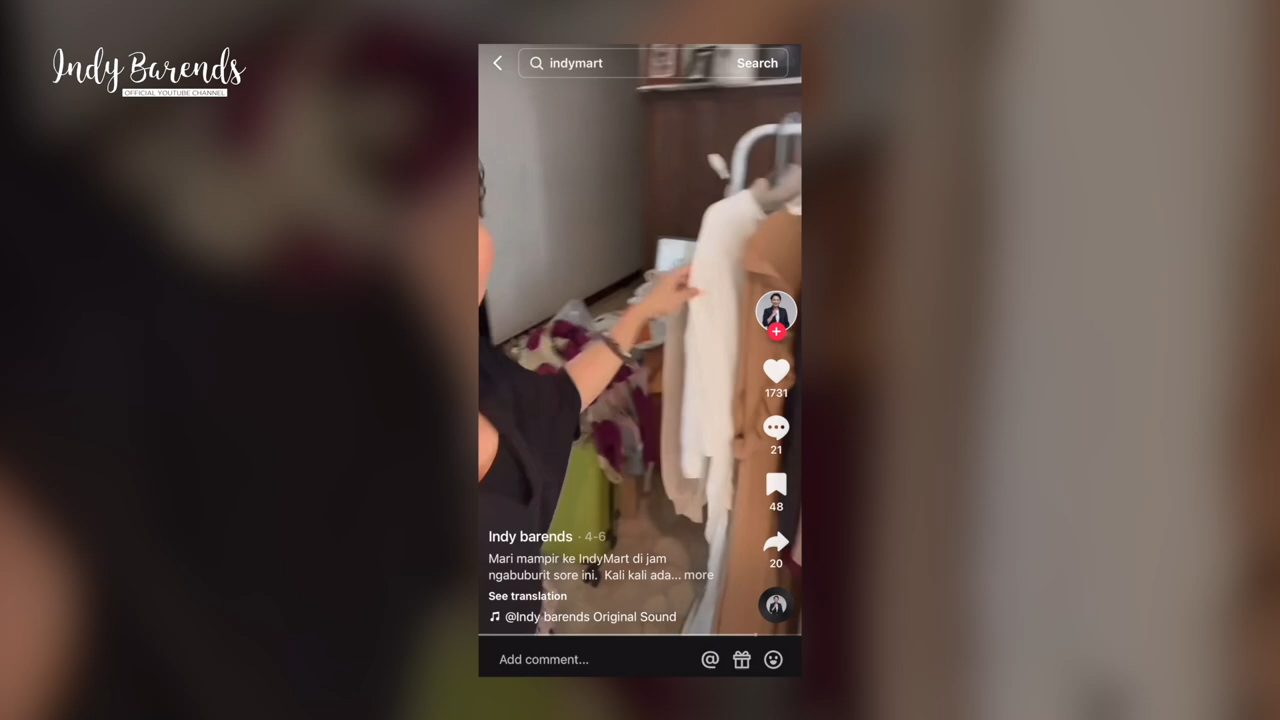 Indy Barends
OFFICIAL YOUTUBE CHANNEL
indymart
Search
1731
21
48
20
Indy barends · 4-6
Mari mampir ke IndyMart di jam
ngabuburit sore ini. Kali kali ada... more
See translation
@Indy barends Original Sound
Add comment...